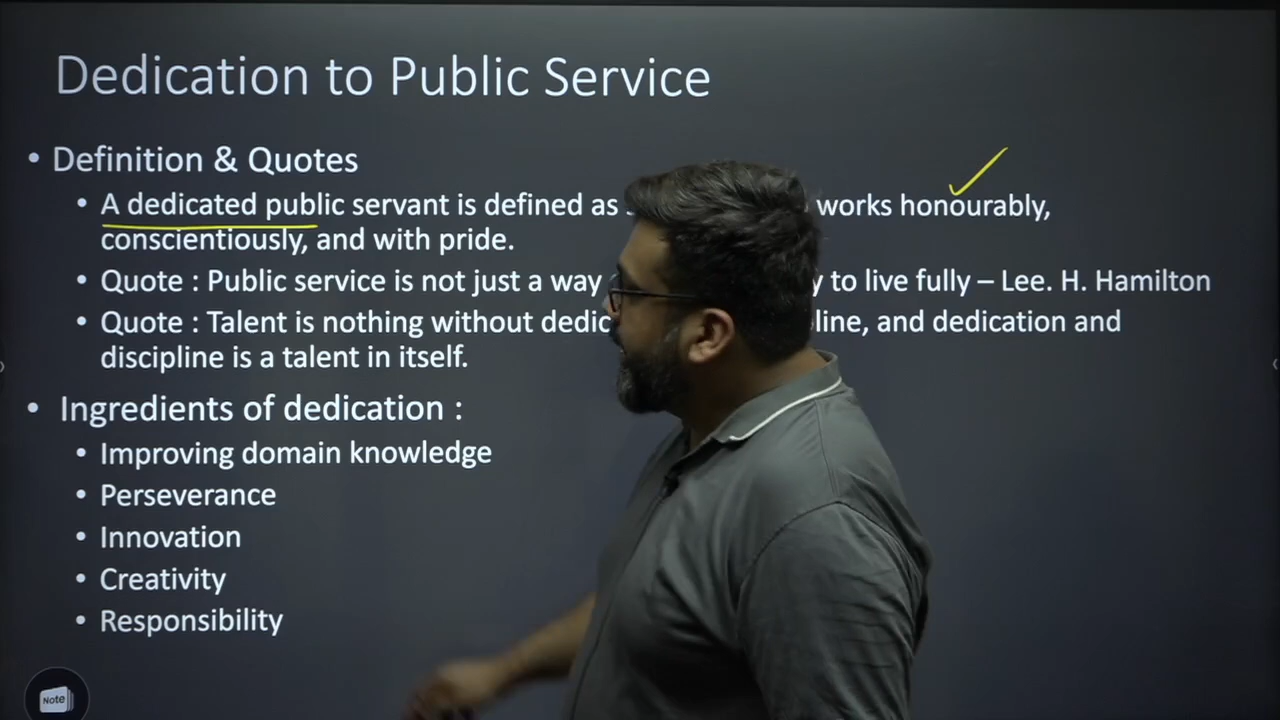 Dedication to Public Service
• Definition & Quotes
• A dedicated public servant is defined as works honourably,
conscientiously, and with pride.
• Quote : Public service is not just a way to live fully – Lee. H. Hamilton
• Quote : Talent is nothing without and dedication and
discipline is a talent in itself.
• Ingredients of dedication :
• Improving domain knowledge
• Perseverance
• Innovation
• Creativity
• Responsibility
Note